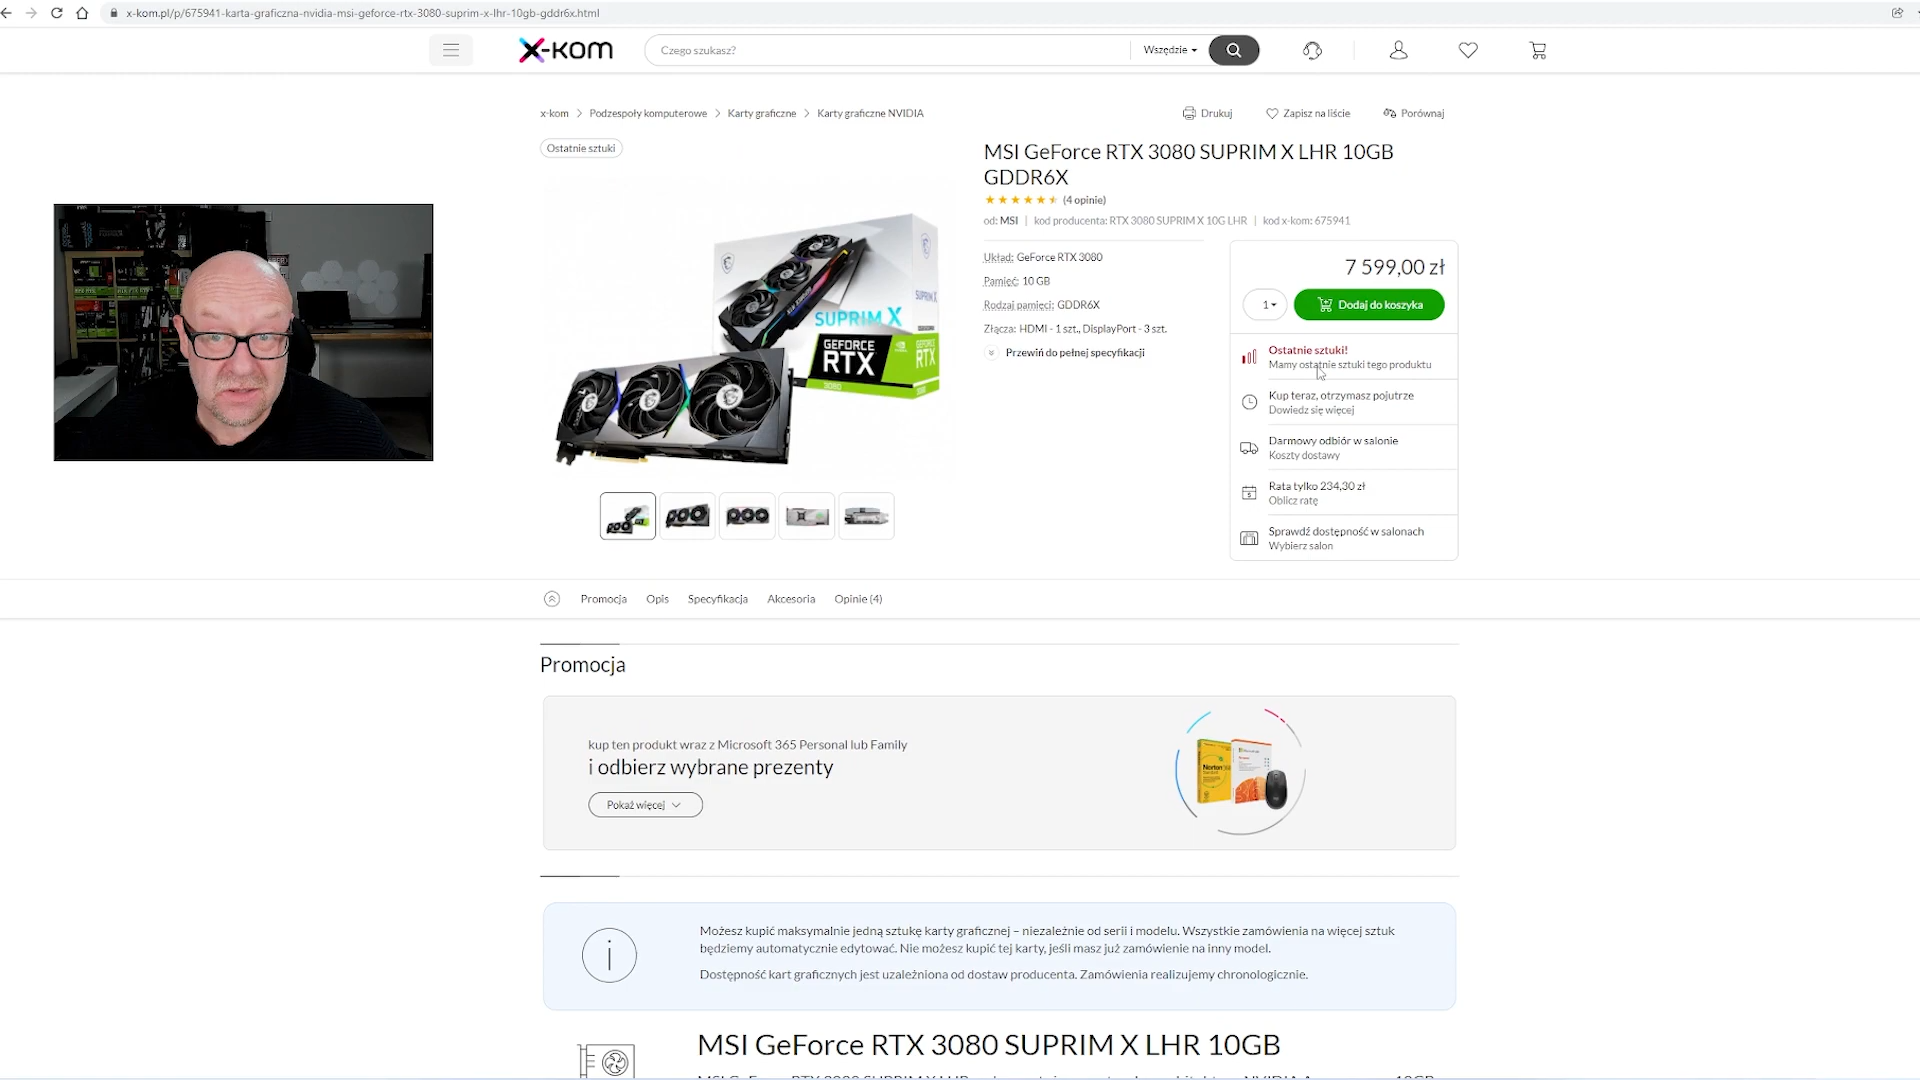 x-kom.pl/p/675941-karta-graficzna-nvidia-msi-geforce-rtx-3080-suprim-x-lhr-10gb-gddr6x.html
x-kom
Czego szukasz?
Wszędzie
x-kom > Podzespoły komputerowe > Karty graficzne > Karty graficzne NVIDIA
Drukuj
Zapisz na liście
Porównaj
Ostatnie sztuki
SUPRIM X
SUPRIM X
GEFORCE
RTX
3080
GEFORCE
RTX
MSI GeForce RTX 3080 SUPRIM X LHR 10GB
GDDR6X
(4 opinie)
od: MSI | kod producenta: RTX 3080 SUPRIM X 10G LHR | kod x-kom: 675941
Układ: GeForce RTX 3080
Pamięć: 10 GB
Rodzaj pamięci: GDDR6X
Złącza: HDMI - 1 szt., DisplayPort - 3 szt.
Przewiń do pełnej specyfikacji
7 599,00 zł
1
Dodaj do koszyka
Ostatnie sztuki!
Mamy ostatnie sztuki tego produktu
Kup teraz, otrzymasz pojutrze
Dowiedz się więcej
Darmowy odbiór w salonie
Koszty dostawy
Rata tylko 234,30 zł
Oblicz ratę
Sprawdź dostępność w salonach
Wybierz salon
Promocja
Opis
Specyfikacja
Akcesoria
Opinie (4)
Promocja
kup ten produkt wraz z Microsoft 365 Personal lub Family
i odbierz wybrane prezenty
Pokaż więcej
Norton
Możesz kupić maksymalnie jedną sztukę karty graficznej – niezależnie od serii i modelu. Wszystkie zamówienia na więcej sztuk
będziemy automatycznie edytować. Nie możesz kupić tej karty, jeśli masz już zamówienie na inny model.
Dostępność kart graficznych jest uzależniona od dostaw producenta. Zamówienia realizujemy chronologicznie.
MSI GeForce RTX 3080 SUPRIM X LHR 10GB